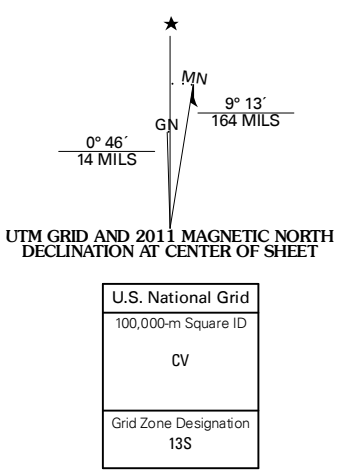 ★
MN
9° 13´
164 MILS
GN
0° 46´
14 MILS
UTM GRID AND 2011 MAGNETIC NORTH
DECLINATION AT CENTER OF SHEET
U.S. National Grid
100,000-m Square ID
CV
Grid Zone Designation
13S